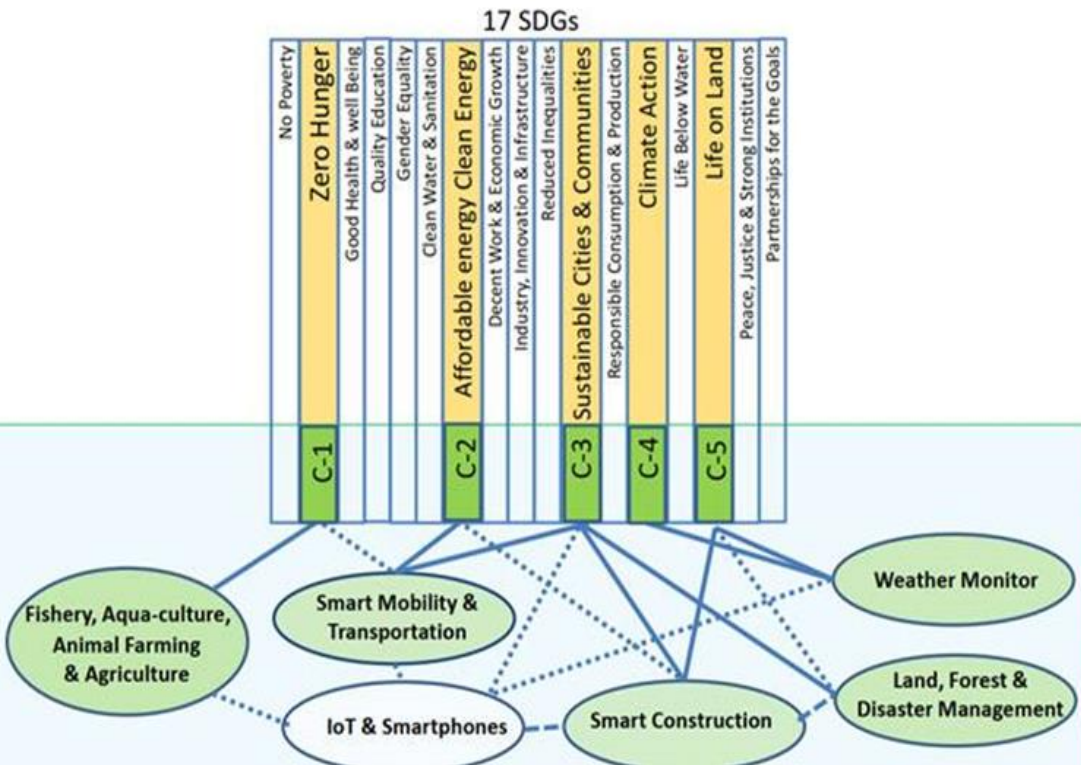 17 SDGs
No Poverty
Zero Hunger
Good Health & well Being
Quality Education
Gender Equality
Clean Water & Sanitation
Affordable energy Clean Energy
Decent Work & Economic Growth
Industry, Innovation & Infrastructure
Reduced Inequalities
Sustainable Cities & Communities
Responsible Consumption & Production
Climate Action
Life Below Water
Life on Land
Peace, Justice & Strong Institutions
Partnerships for the Goals
C-1
C-2
C-3
C-4
C-5
Fishery, Aqua-culture,
Animal Farming
& Agriculture
Smart Mobility &
Transportation
Weather Monitor
IoT & Smartphones
Smart Construction
Land, Forest &
Disaster Management